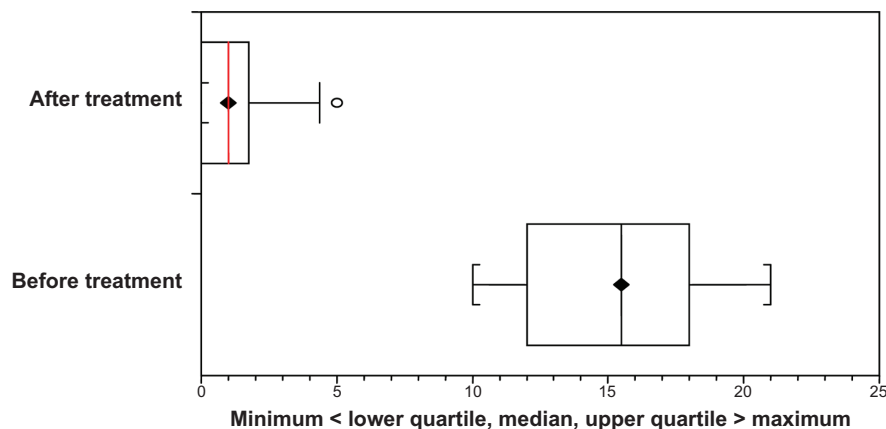 After treatment
Before treatment
0 5 10 15 20 25
Minimum < lower quartile, median, upper quartile > maximum